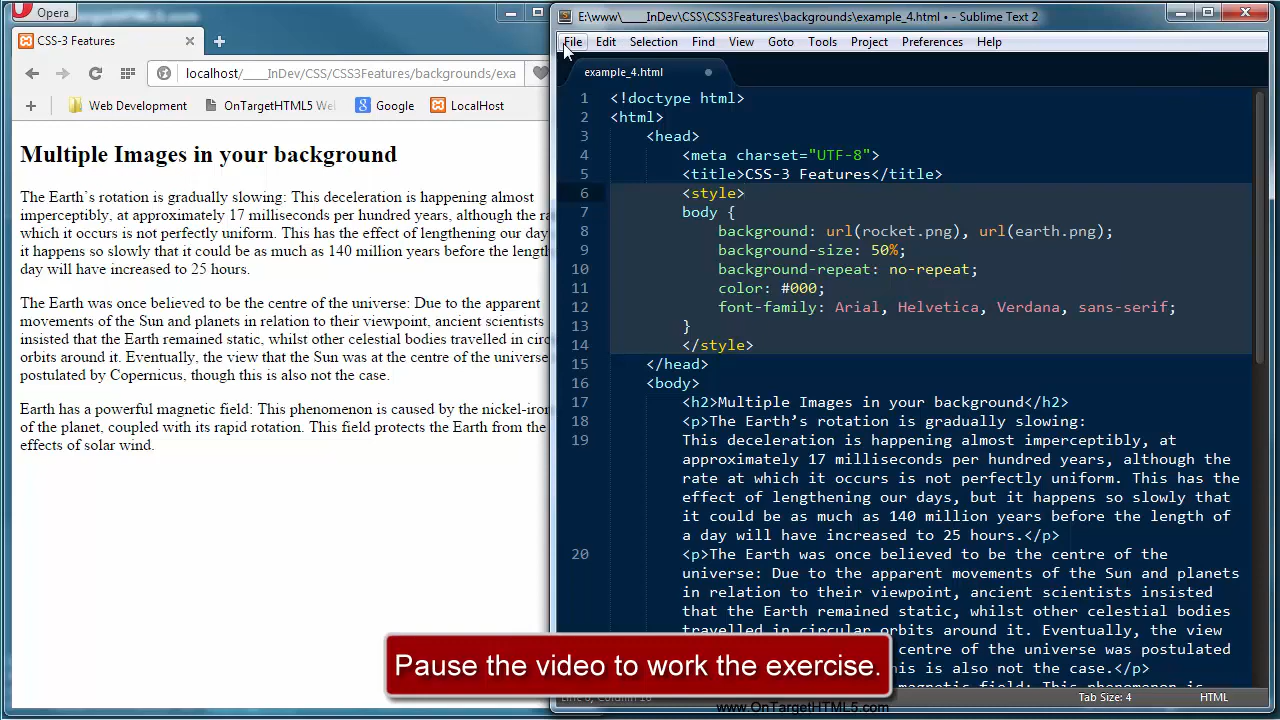 Opera
CSS-3 Features
localhost/____InDev/CSS/CSS3Features/backgrounds/exa
Web Development
OnTargetHTML5 Wel
Google
LocalHost
Multiple Images in your background
The Earth’s rotation is gradually slowing: This deceleration is happening almost
imperceptibly, at approximately 17 milliseconds per hundred years, although the ra
which it occurs is not perfectly uniform. This has the effect of lengthening our day
it happens so slowly that it could be as much as 140 million years before the length
day will have increased to 25 hours.
The Earth was once believed to be the centre of the universe: Due to the apparent
movements of the Sun and planets in relation to their viewpoint, ancient scientists
insisted that the Earth remained static, whilst other celestial bodies travelled in circ
orbits around it. Eventually, the view that the Sun was at the centre of the universe
postulated by Copernicus, though this is also not the case.
Earth has a powerful magnetic field: This phenomenon is caused by the nickel-iron
of the planet, coupled with its rapid rotation. This field protects the Earth from the
effects of solar wind.
E:\www\____InDev\CSS\CSS3Features\backgrounds\example_4.html • - Sublime Text 2
File Edit Selection Find View Goto Tools Project Preferences Help
example_4.html
1 <!doctype html>
2 <html>
3 <head>
4 <meta charset="UTF-8">
5 <title>CSS-3 Features</title>
6 <style>
7 body {
8 background: url(rocket.png), url(earth.png);
9 background-size: 50%;
10 background-repeat: no-repeat;
11 color: #000;
12 font-family: Arial, Helvetica, Verdana, sans-serif;
13 }
14 </style>
15 </head>
16 <body>
17 <h2>Multiple Images in your background</h2>
18 <p>The Earth’s rotation is gradually slowing:
19 This deceleration is happening almost imperceptibly, at
approximately 17 milliseconds per hundred years, although the
rate at which it occurs is not perfectly uniform. This has the
effect of lengthening our days, but it happens so slowly that
it could be as much as 140 million years before the length of
a day will have increased to 25 hours.</p>
20 <p>The Earth was once believed to be the centre of the
universe: Due to the apparent movements of the Sun and planets
in relation to their viewpoint, ancient scientists insisted
that the Earth remained static, whilst other celestial bodies
travelled in circular orbits around it. Eventually, the view
centre of the universe was postulated
is is also not the case.</p>
magnetic field: This phenomenon is
Pause the video to work the exercise.
Tab Size: 4
HTML
www.OnTargetHTML5.com